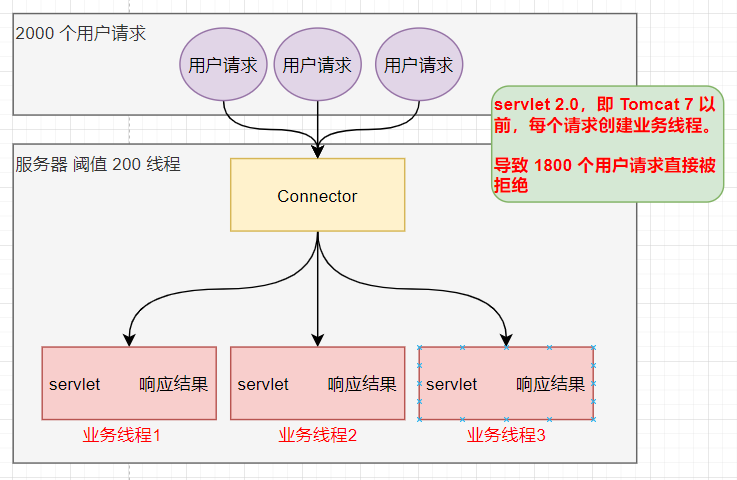 2000 个用户请求
用户请求
用户请求
用户请求
servlet 2.0，即 Tomcat 7 以
前，每个请求创建业务线程。
导致 1800 个用户请求直接被
拒绝
服务器 阈值 200 线程
Connector
servlet 响应结果
servlet 响应结果
servlet 响应结果
业务线程1
业务线程2
业务线程3